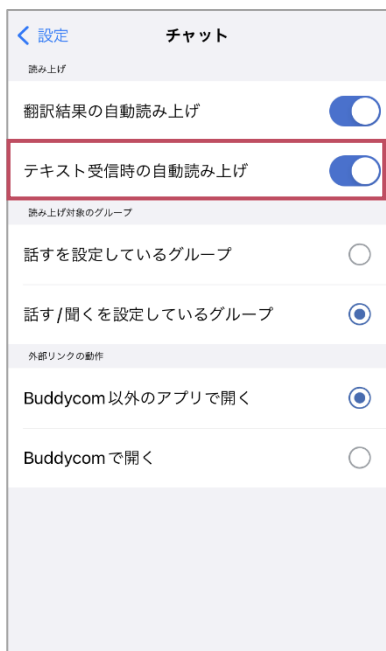 設定
チャット
読み上げ
翻訳結果の自動読み上げ
テキスト受信時の自動読み上げ
読み上げ対象のグループ
話すを設定しているグループ
話す/聞くを設定しているグループ
外部リンクの動作
Buddycom以外のアプリで開く
Buddycomで開く